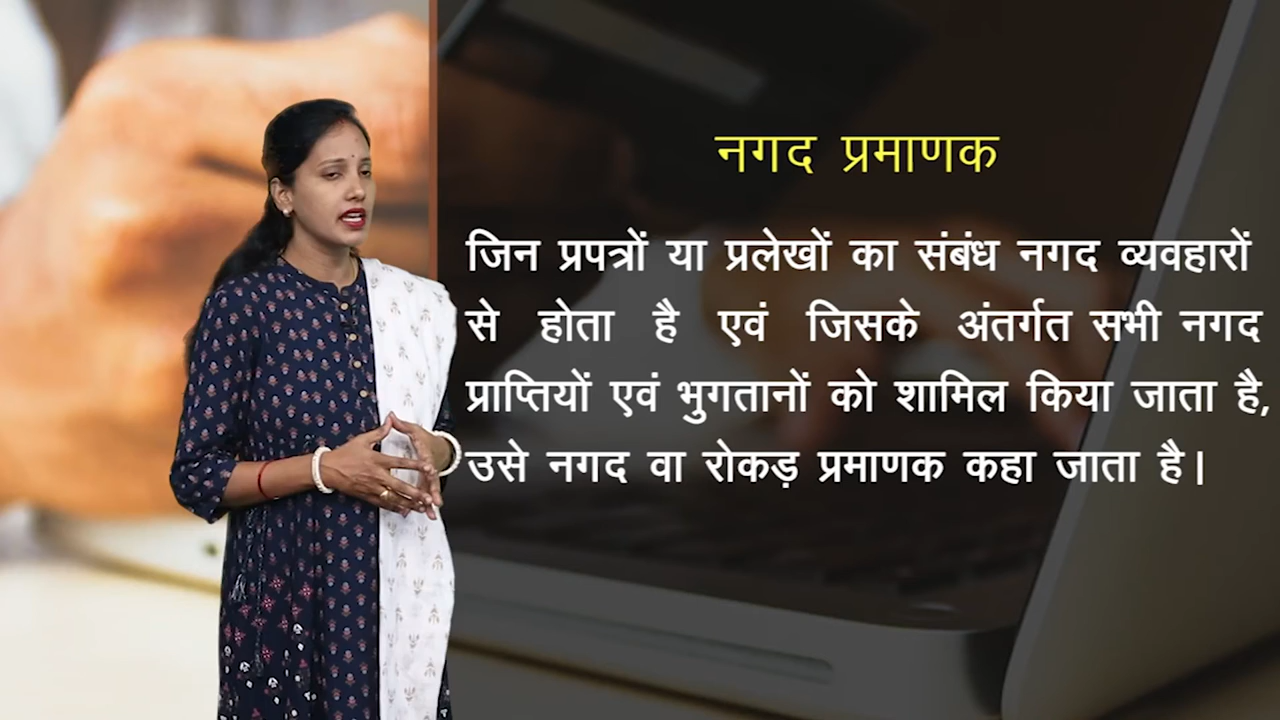 नगद प्रमाणक
जिन प्रपत्रों या प्रलेखों का संबंध नगद व्यवहारों
से होता है एवं जिसके अंतर्गत सभी नगद
प्राप्तियों एवं भुगतानों को शामिल किया जाता है,
उसे नगद वा रोकड़ प्रमाणक कहा जाता है।